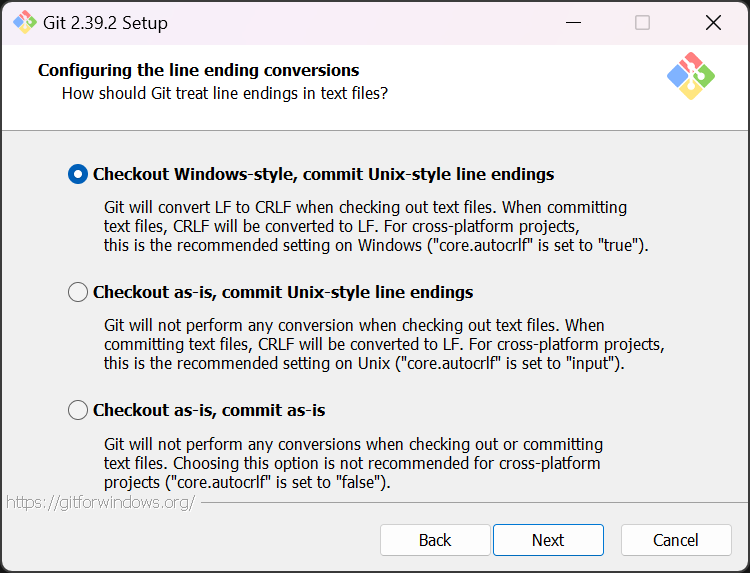 Git 2.39.2 Setup
Configuring the line ending conversions
How should Git treat line endings in text files?
Checkout Windows-style, commit Unix-style line endings
Git will convert LF to CRLF when checking out text files. When committing
text files, CRLF will be converted to LF. For cross-platform projects,
this is the recommended setting on Windows ("core.autocrlf" is set to "true").
Checkout as-is, commit Unix-style line endings
Git will not perform any conversion when checking out text files. When
committing text files, CRLF will be converted to LF. For cross-platform projects,
this is the recommended setting on Unix ("core.autocrlf" is set to "input").
Checkout as-is, commit as-is
Git will not perform any conversions when checking out or committing
text files. Choosing this option is not recommended for cross-platform
projects ("core.autocrlf" is set to "false").
https://gitforwindows.org/
Back
Next
Cancel